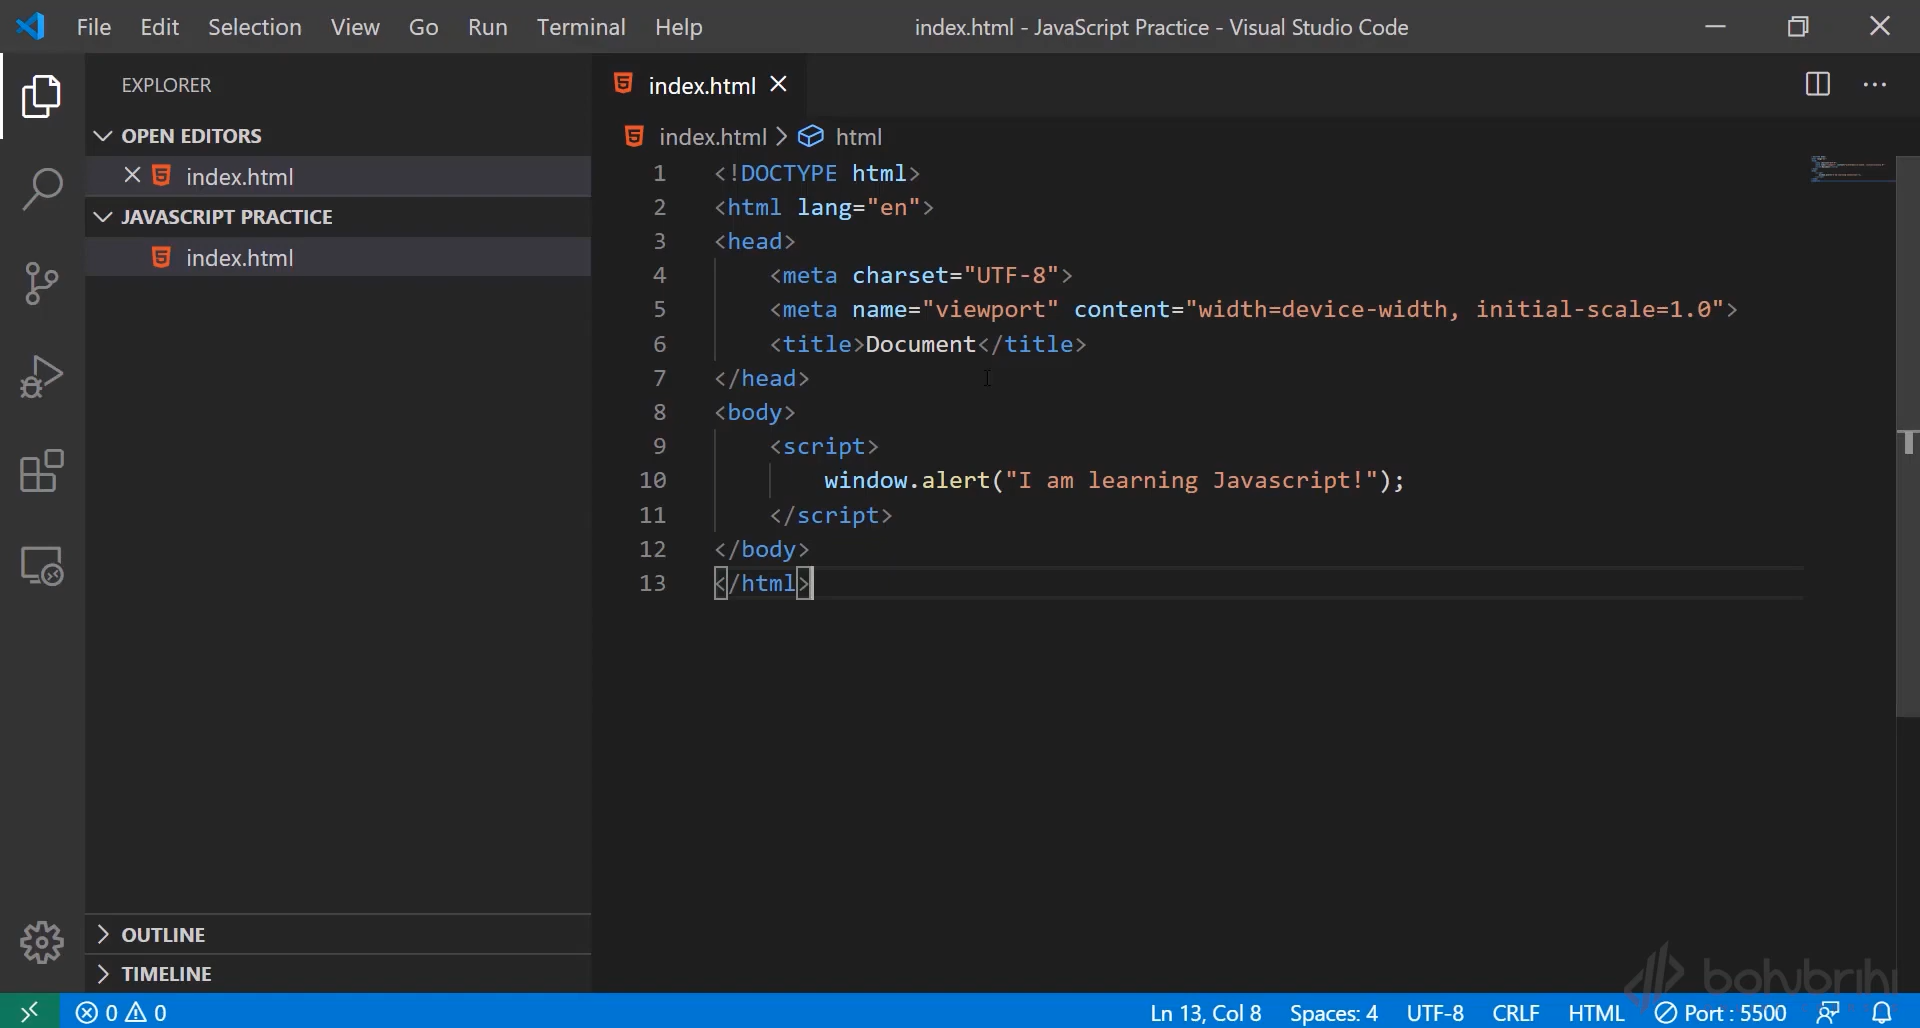 File Edit Selection View Go Run Terminal Help index.html - JavaScript Practice - Visual Studio Code
EXPLORER
OPEN EDITORS
index.html
JAVASCRIPT PRACTICE
index.html
OUTLINE
TIMELINE
index.html
index.html > html
1 <!DOCTYPE html>
2 <html lang="en">
3 <head>
4 <meta charset="UTF-8">
5 <meta name="viewport" content="width=device-width, initial-scale=1.0">
6 <title>Document</title>
7 </head>
8 <body>
9 <script>
10 window.alert("I am learning Javascript!");
11 </script>
12 </body>
13 </html>
bohubrihi
0 0 Ln 13, Col 8 Spaces: 4 UTF-8 CRLF HTML Port : 5500